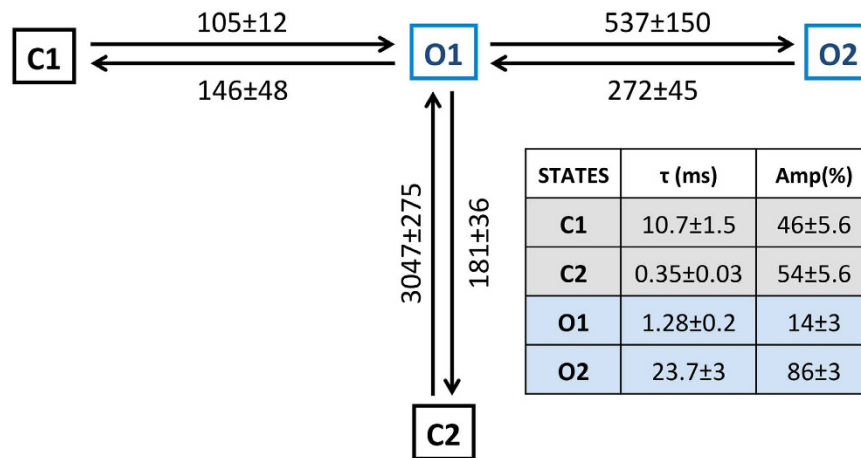 105±12
537±150
C1
O1
O2
146±48
272±45
3047±275
181±36
STATES τ (ms) Amp(%)
C1 10.7±1.5 46±5.6
C2 0.35±0.03 54±5.6
O1 1.28±0.2 14±3
O2 23.7±3 86±3
C2